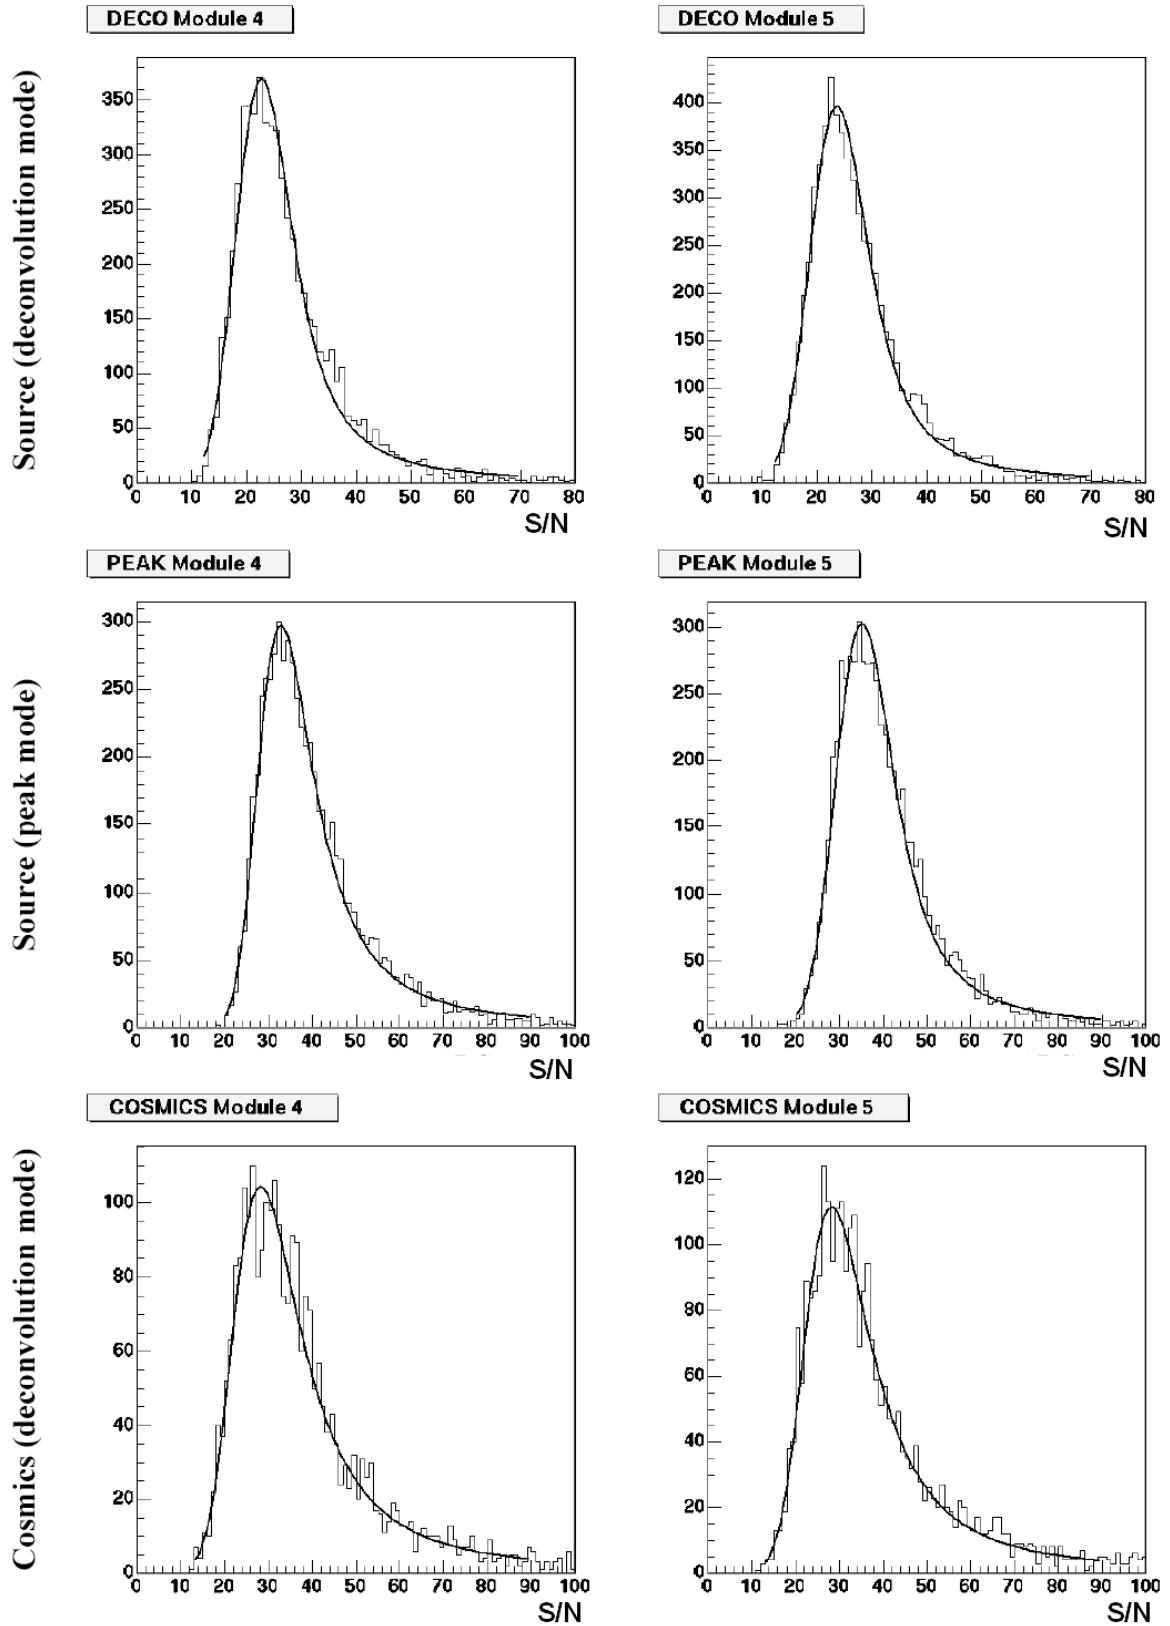 DECO Module 4
DECO Module 5
Source (deconvolution mode)
350
300
250
200
150
100
50
0
0 10 20 30 40 50 60 70 80
S/N
400
350
300
250
200
150
100
50
0
0 10 20 30 40 50 60 70 80
S/N
PEAK Module 4
PEAK Module 5
Source (peak mode)
300
250
200
150
100
50
0
0 10 20 30 40 50 60 70 80 90 100
S/N
300
250
200
150
100
50
0
0 10 20 30 40 50 60 70 80 90 100
S/N
COSMICS Module 4
COSMICS Module 5
Cosmics (deconvolution mode)
100
80
60
40
20
0
0 10 20 30 40 50 60 70 80 90 100
S/N
120
100
80
60
40
20
0
0 10 20 30 40 50 60 70 80 90 100
S/N